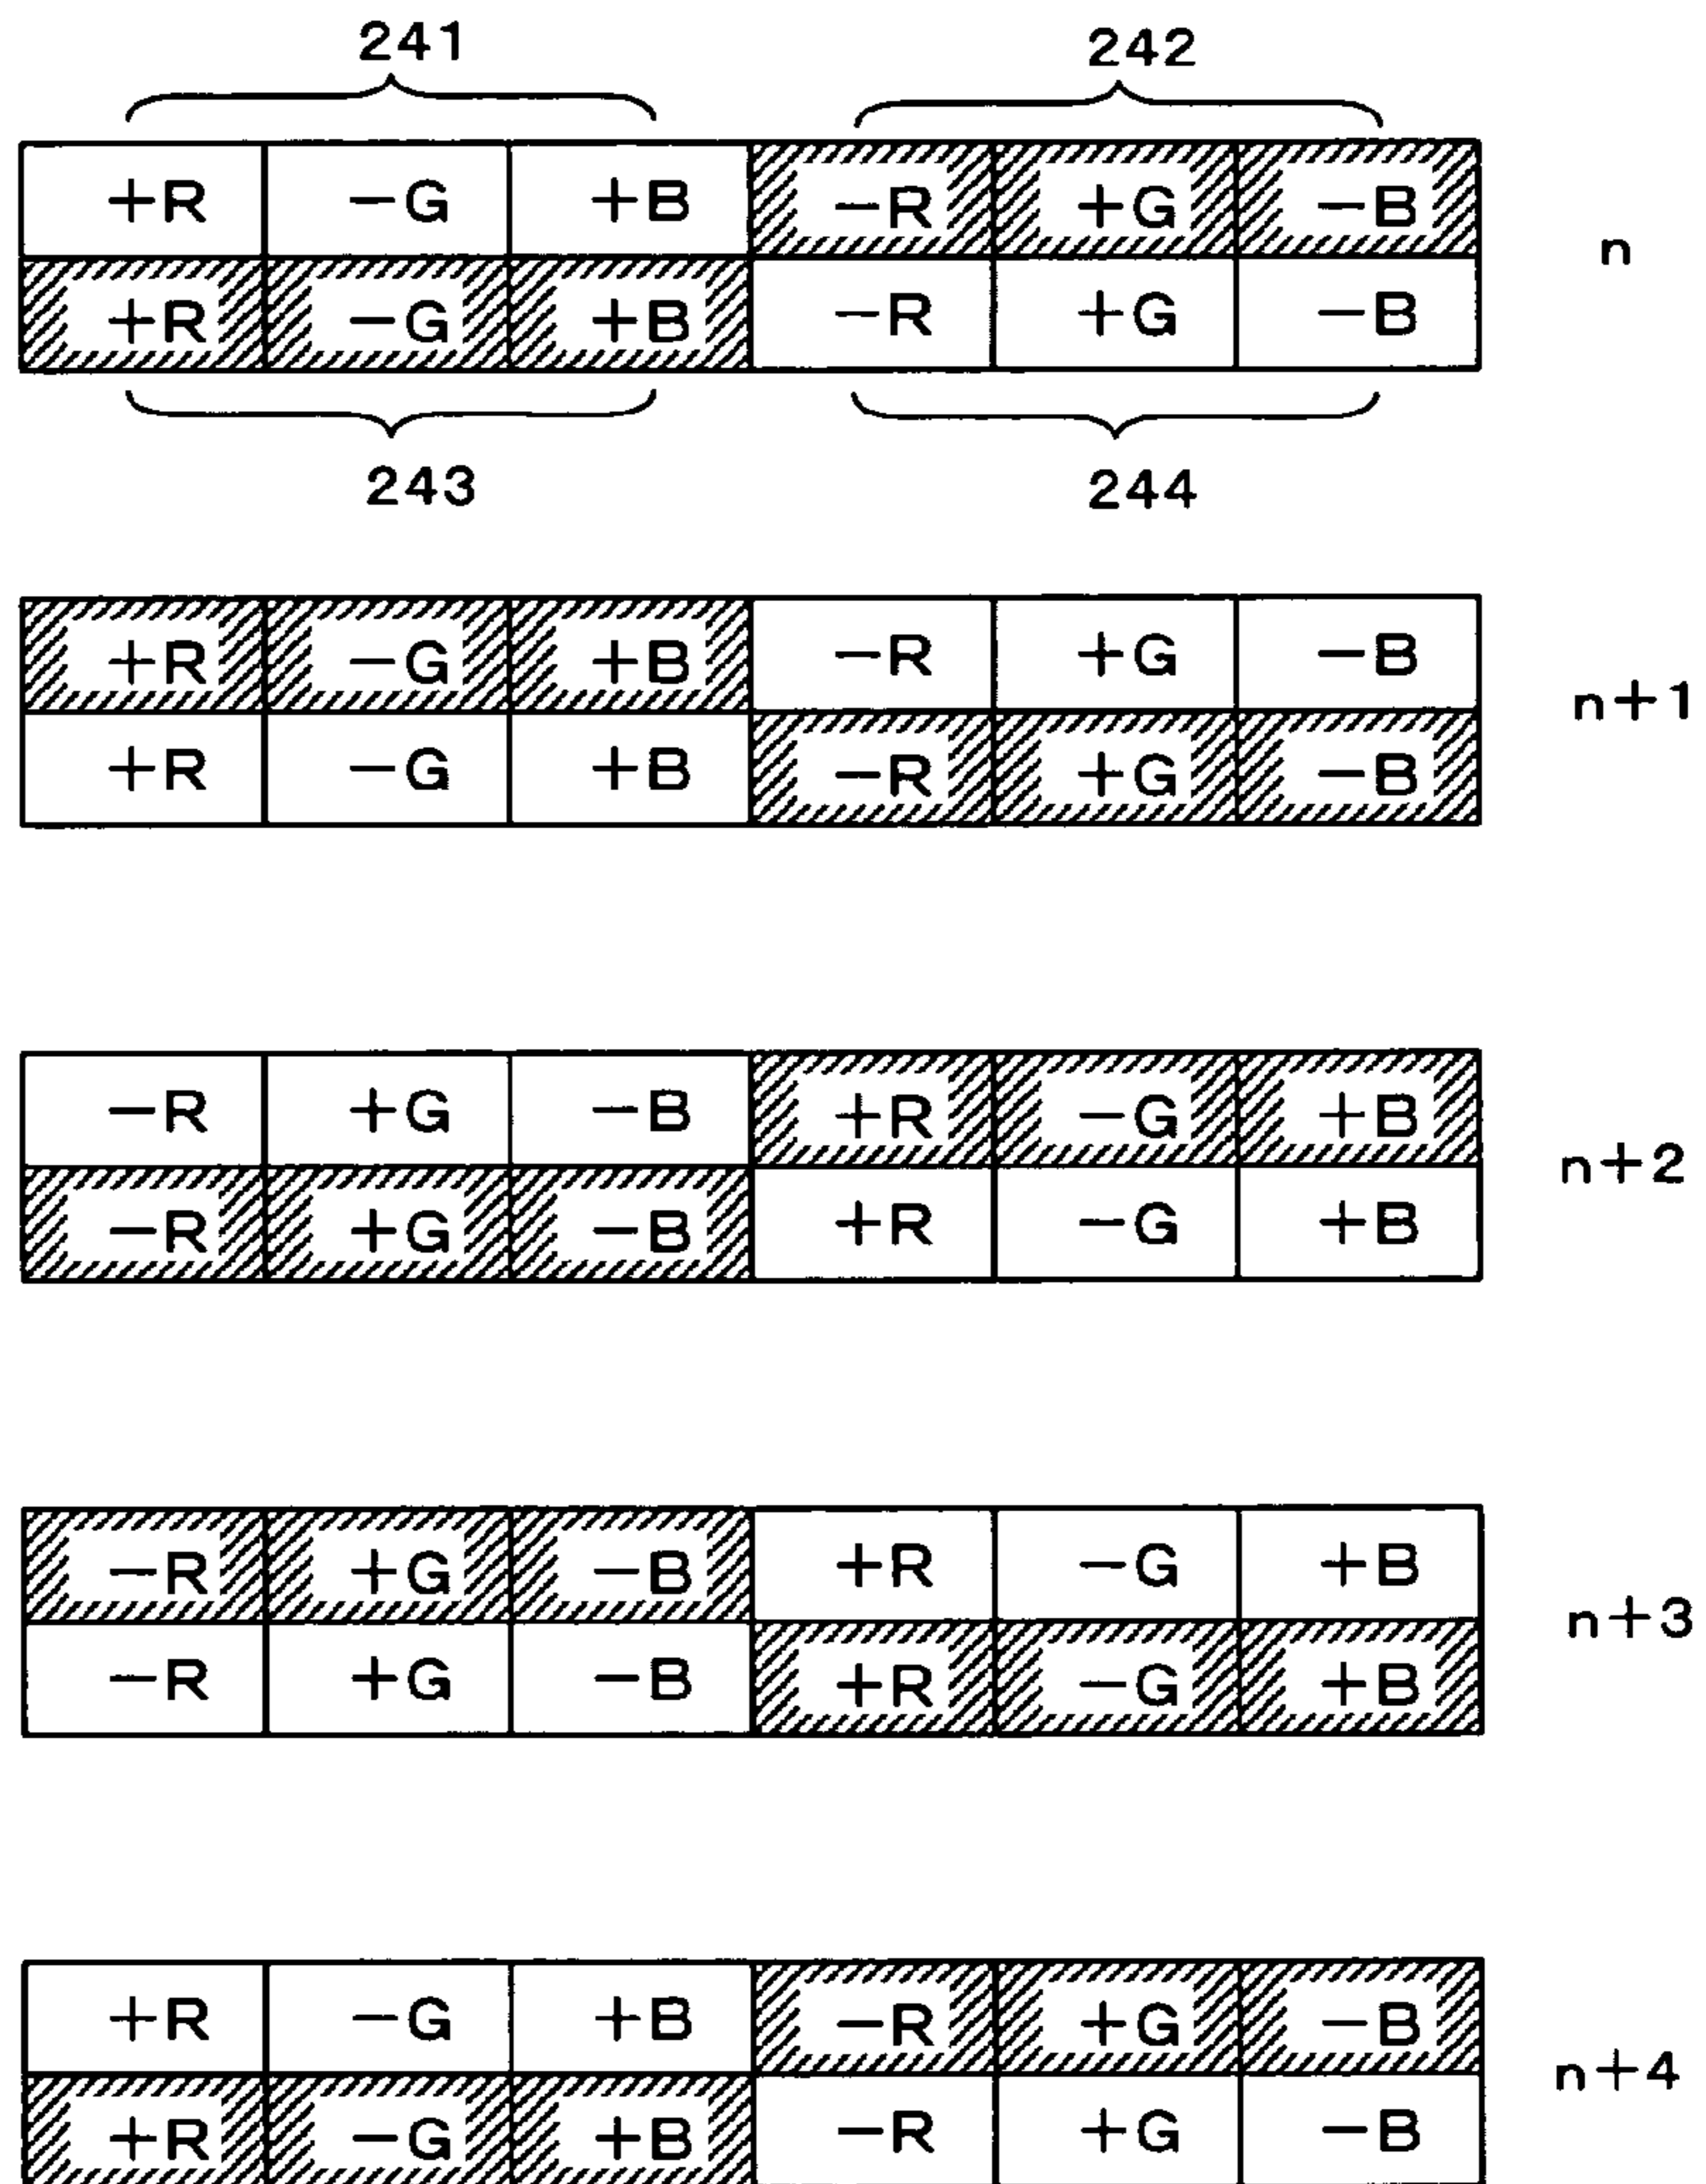 241 242
+R −G +B −R +G −B
n
+R −G +B −R +G −B
243 244
+R −G +B −R +G −B
n+1
+R −G +B −R +G −B
−R +G −B +R −G +B
n+2
−R +G −B +R −G +B
−R +G −B +R −G +B
n+3
−R +G −B +R −G +B
+R −G +B −R +G −B
n+4
+R −G +B −R +G −B